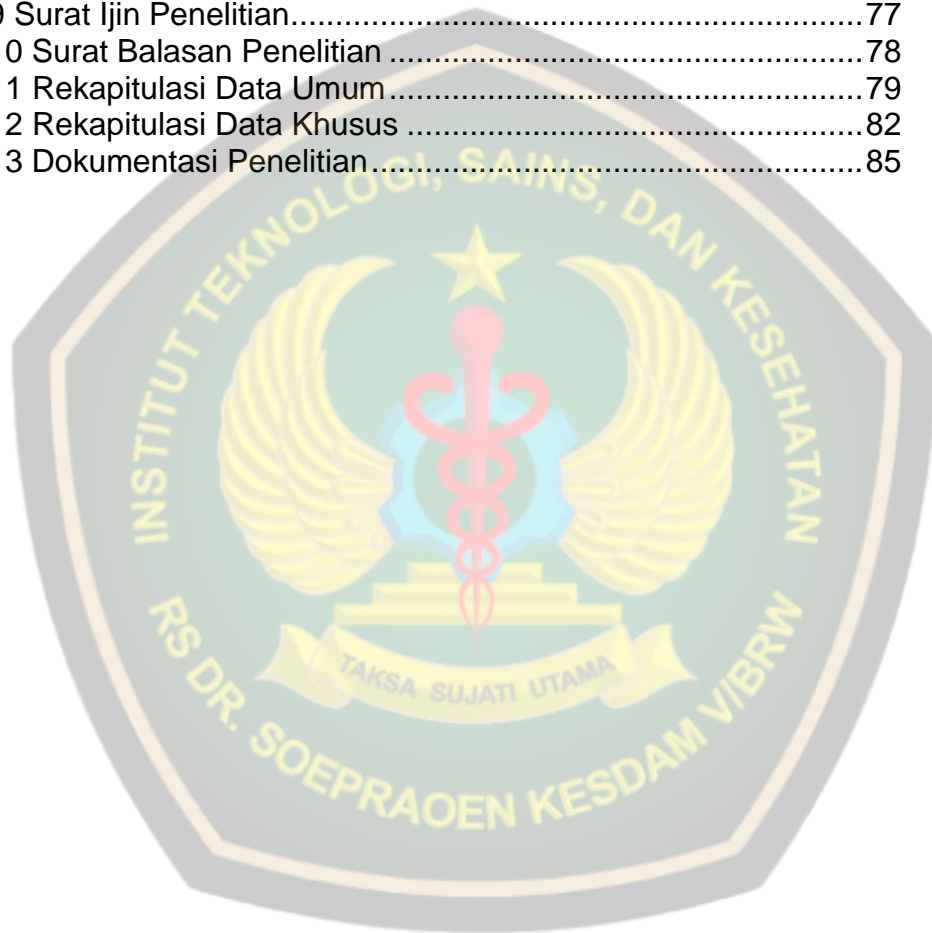 9 Surat Ijin Penelitian....................................................................77
0 Surat Balasan Penelitian .........................................................78
1 Rekapitulasi Data Umum.........................................................79
2 Rekapitulasi Data Khusus .......................................................82
3 Dokumentasi Penelitian...........................................................85
INSTITUT TEKNOLOGI, SAINS, DAN KESEHATAN
TAKSA SUJATI UTAMA
RS DR. SOEPRAOEN KESDAM V/BRW